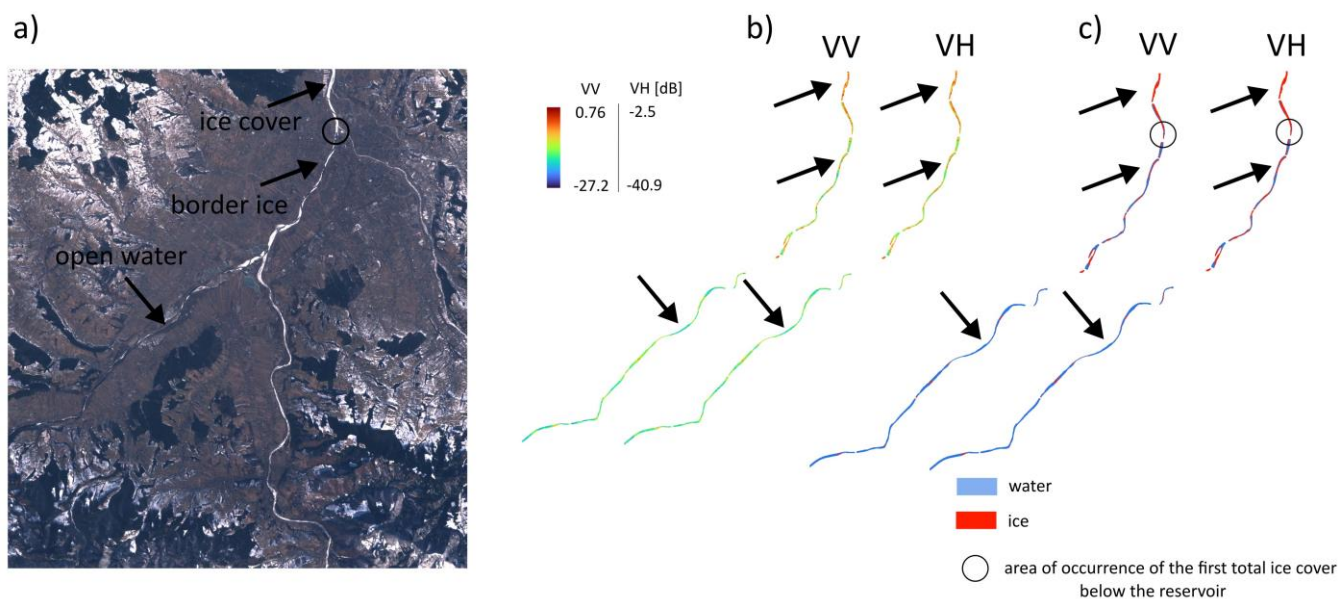 a)
ice cover
border ice
open water
b)
VV
VH
VV VH [dB]
0.76 -2.5
-27.2 -40.9
c)
VV
VH
water
ice
area of occurrence of the first total ice cover
below the reservoir